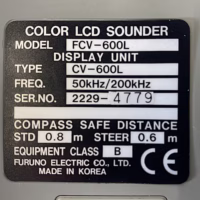 COLOR LCD SOUNDER
MODEL FCV-600L
DISPLAY UNIT
TYPE CV-600L
FREQ. 50kHz/200kHz
SER.NO. 2229-4779
COMPASS SAFE DISTANCE
STD 0.8 m STEER 0.6 m
EQUIPMENT CLASS B
FURUNO ELECTRIC CO., LTD.
MADE IN KOREA
CE